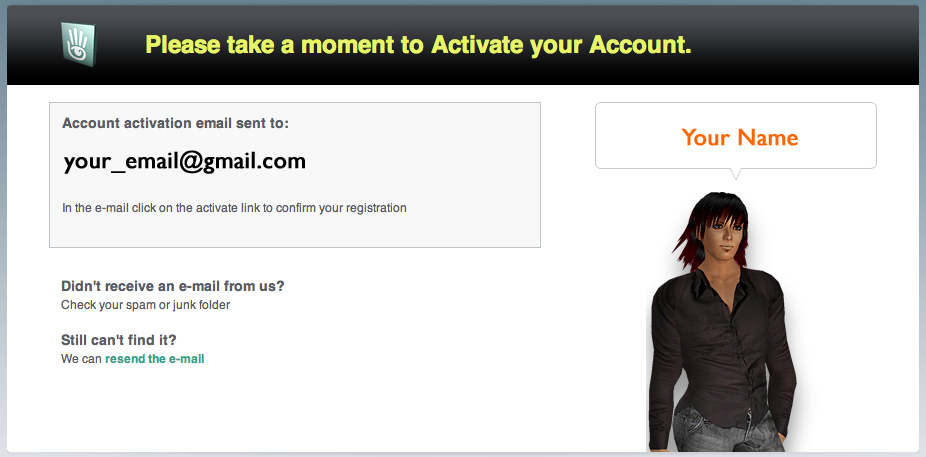 Please take a moment to Activate your Account.
Account activation email sent to:
your_email@gmail.com
In the e-mail click on the activate link to confirm your registration
Your Name
Didn't receive an e-mail from us?
Check your spam or junk folder
Still can't find it?
We can resend the e-mail